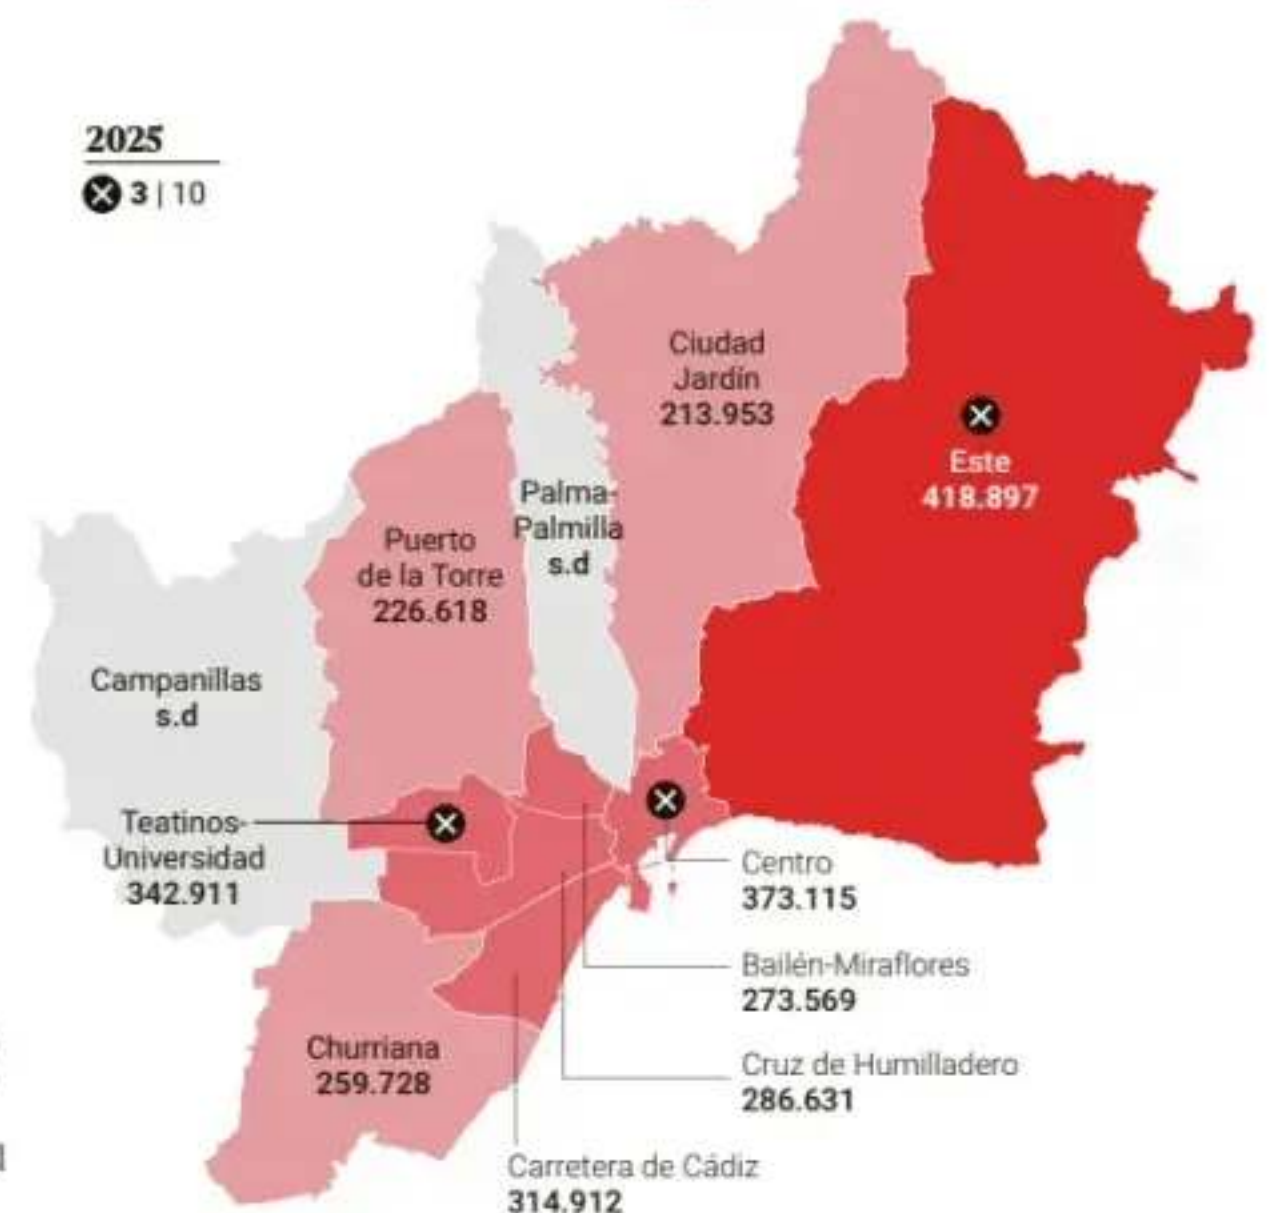 2025
3 | 10
Ciudad
Jardín
213.953
Este
418.897
Palma-
Palmilla
s.d
Puerto
de la Torre
226.618
Campanillas
s.d
Teatinos-
Universidad
342.911
Centro
373.115
Bailén-Miraflores
273.569
Churriana
259.728
Cruz de Humilladero
286.631
Carretera de Cádiz
314.912